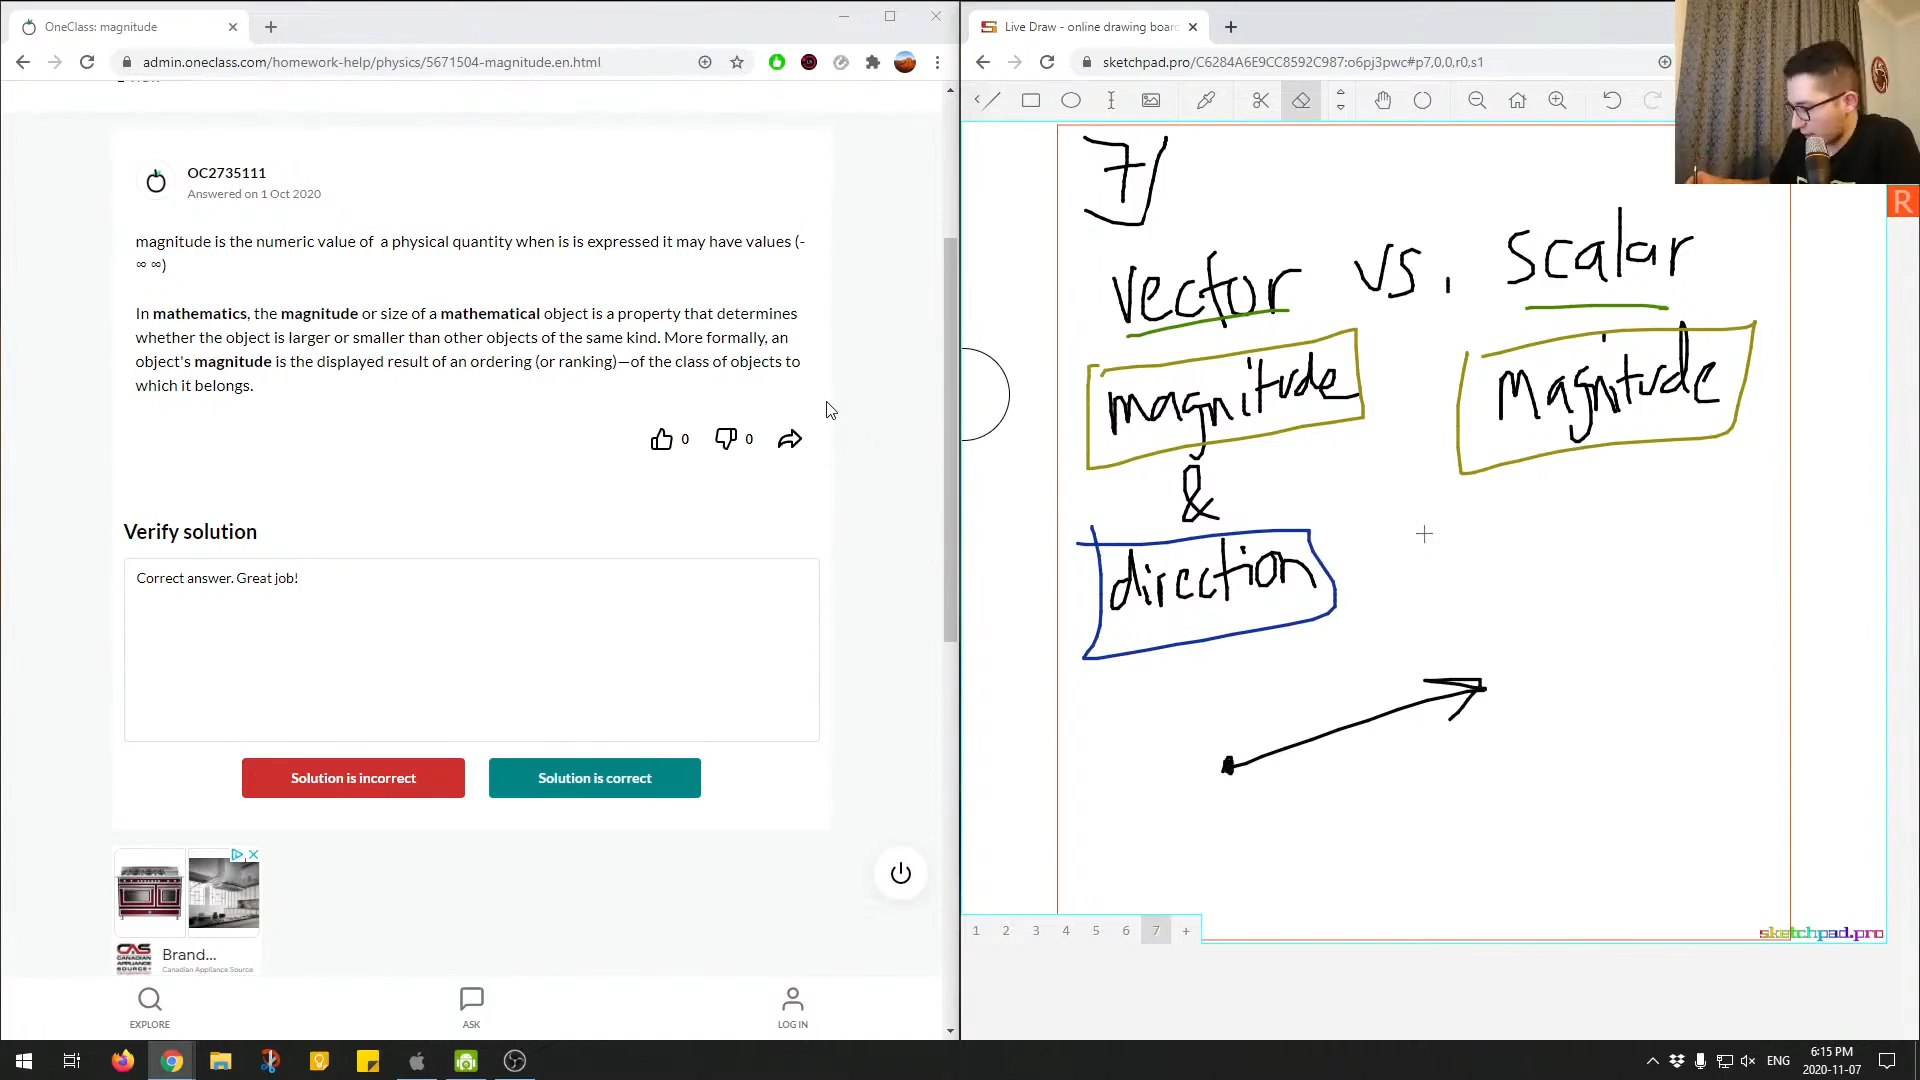 OneClass: magnitude
admin.oneclass.com/homework-help/physics/5671504-magnitude.en.html
OC2735111
Answered on 1 Oct 2020
magnitude is the numeric value of a physical quantity when is is expressed it may have values (-
∞ ∞)
In mathematics, the magnitude or size of a mathematical object is a property that determines
whether the object is larger or smaller than other objects of the same kind. More formally, an
object's magnitude is the displayed result of an ordering (or ranking)—of the class of objects to
which it belongs.
0 0
Verify solution
Correct answer. Great job!
Solution is incorrect Solution is correct
Brand...
CAS
CANADIAN
APPLIANCE
SOURCE
Canadian Appliance Source
EXPLORE ASK LOG IN
Live Draw - online drawing board
sketchpad.pro/C6284A6E9CC8592C987:o6pj3pwc#p7,0,0,r0,s1
R
7
vector vs. scalar
magnitude Magnitude
&
direction
1 2 3 4 5 6 7 +
sketchpad.pro
ENG 6:15 PM
2020-11-07